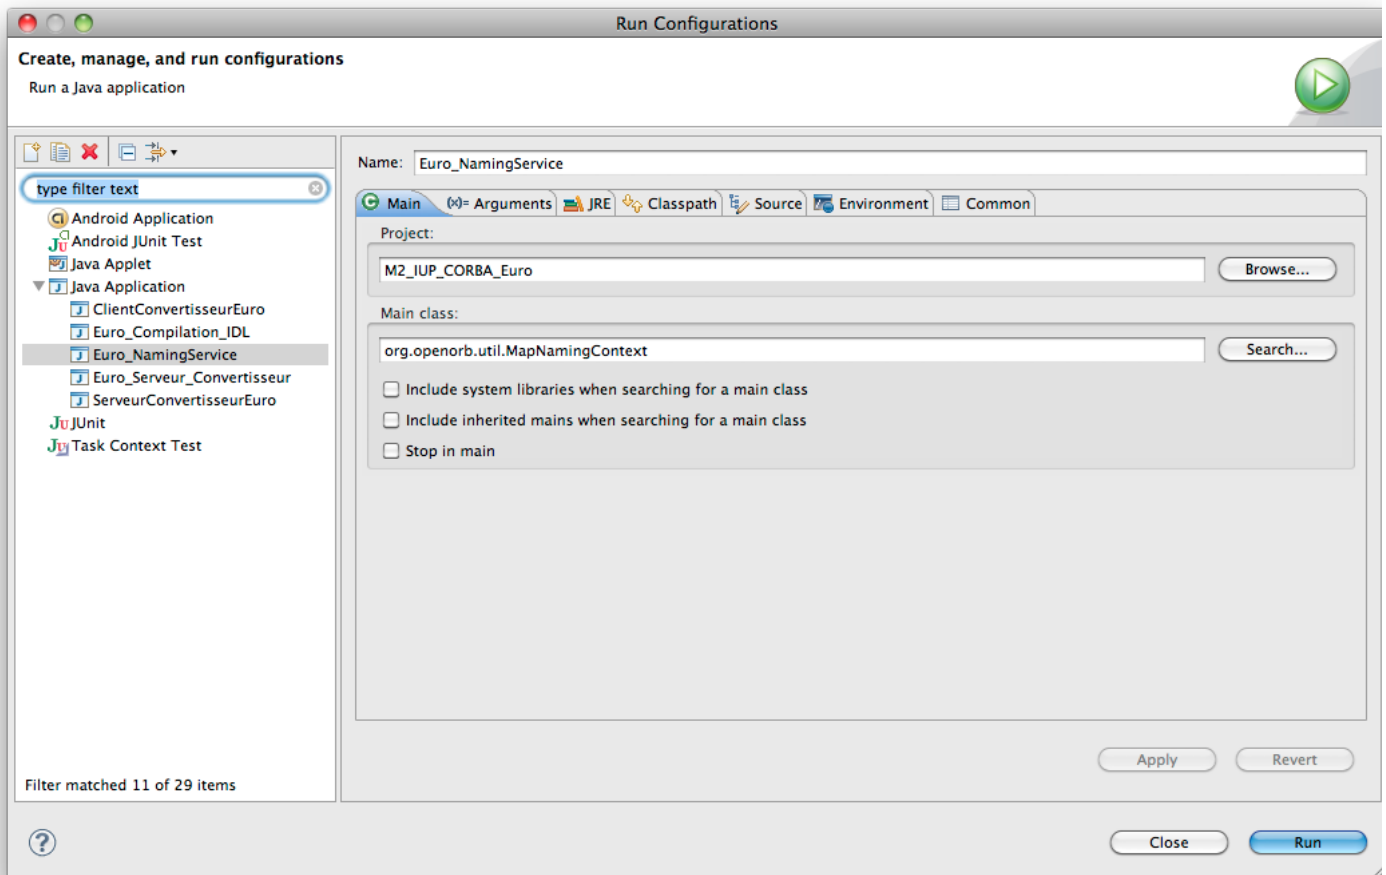 Run Configurations
Create, manage, and run configurations
Run a Java application
type filter text
Android Application
Android JUnit Test
Java Applet
Java Application
ClientConvertisseurEuro
Euro_Compilation_IDL
Euro_NamingService
Euro_Serveur_Convertisseur
ServeurConvertisseurEuro
JUnit
Task Context Test
Filter matched 11 of 29 items
Name: Euro_NamingService
Main (x)= Arguments JRE Classpath Source Environment Common
Project:
M2_IUP_CORBA_Euro Browse...
Main class:
org.openorb.util.MapNamingContext Search...
Include system libraries when searching for a main class
Include inherited mains when searching for a main class
Stop in main
Apply Revert
? Close Run